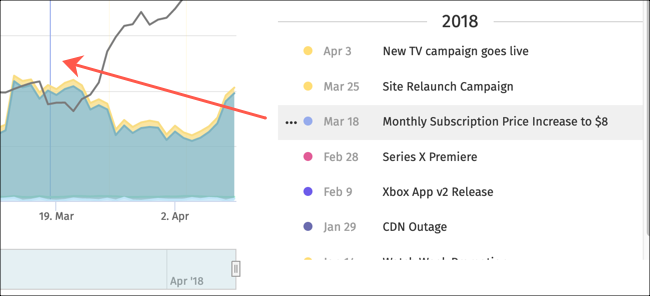 2018
Apr 3 New TV campaign goes live
Mar 25 Site Relaunch Campaign
Mar 18 Monthly Subscription Price Increase to $8
Feb 28 Series X Premiere
Feb 9 Xbox App v2 Release
Jan 29 CDN Outage
19. Mar 2. Apr
Apr '18